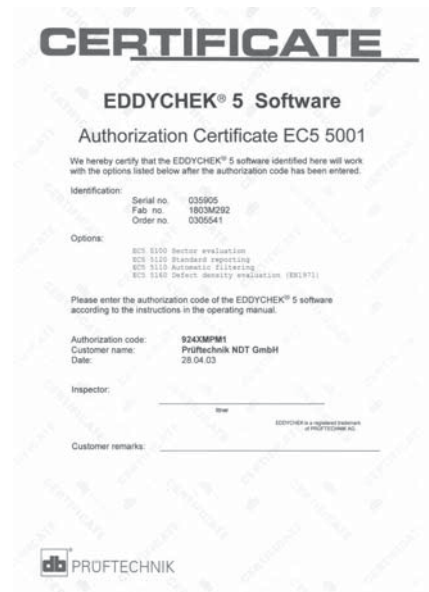 CERTIFICATE
EDDYCHEK® 5 Software
Authorization Certificate EC5 5001
We hereby certify that the EDDYCHEK® 5 software identified here will work
with the options listed below after the authorization code has been entered.
Identification:
Serial no. 035905
Fab no. 1803M292
Order no. 0305541
Options:
EC5 5100 Sector evaluation
EC5 5120 Standard reporting
EC5 5110 Automatic filtering
EC5 5160 Defect density evaluation (EN1971)
Please enter the authorization code of the EDDYCHEK® 5 software
according to the instructions in the operating manual.
Authorization code: 924XMPM1
Customer name: Prüftechnik NDT GmbH
Date: 28.04.03
Inspector:
EDDYCHEK is a registered trademark
of PRÜFTECHNIK AG
Customer remarks:
db PRÜFTECHNIK